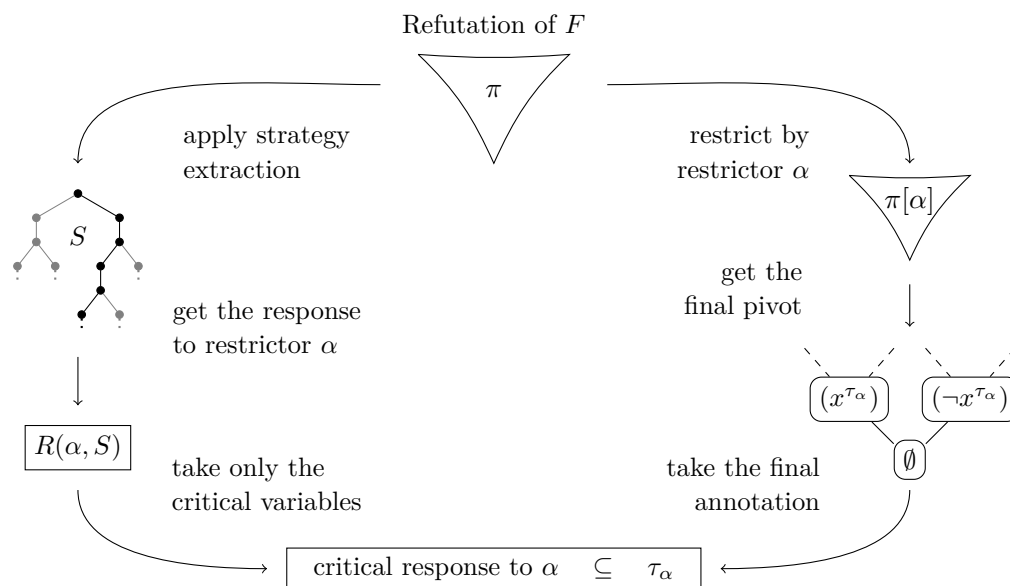 Refutation of F
π
apply strategy
extraction
restrict by
restrictor α
π[α]
S
get the
final pivot
get the response
to restrictor α
(x^{τ_α})
(¬x^{τ_α})
R(α, S)
∅
take only the
critical variables
take the final
annotation
critical response to α ⊆ τ_α